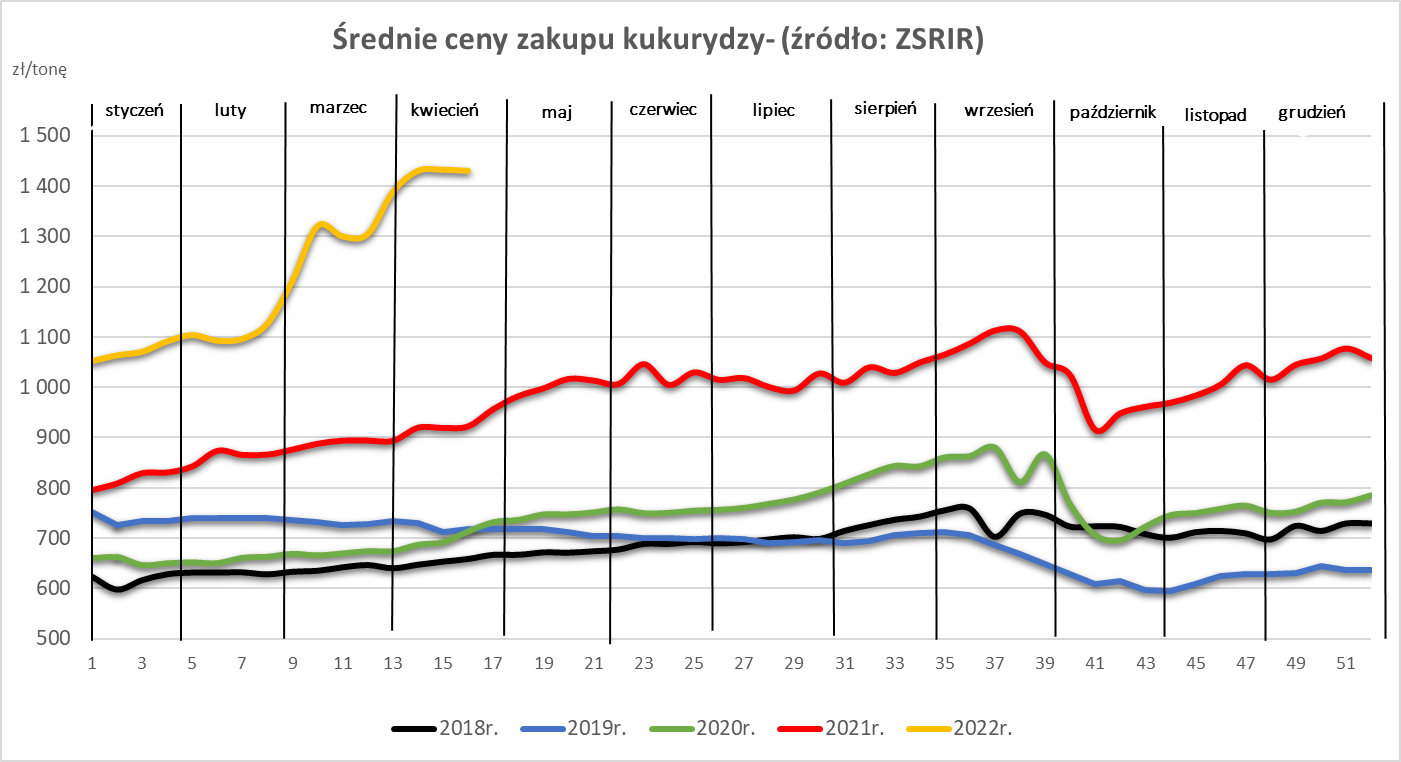 Średnie ceny zakupu kukurydzy- (źródło: ZSRIR)
zł/tonę
styczeń luty marzec kwiecień maj czerwiec lipiec sierpień wrzesień październik listopad grudzień
1 500
1 400
1 300
1 200
1 100
1 000
900
800
700
600
500
1 3 5 7 9 11 13 15 17 19 21 23 25 27 29 31 33 35 37 39 41 43 45 47 49 51
2018r. 2019r. 2020r. 2021r. 2022r.